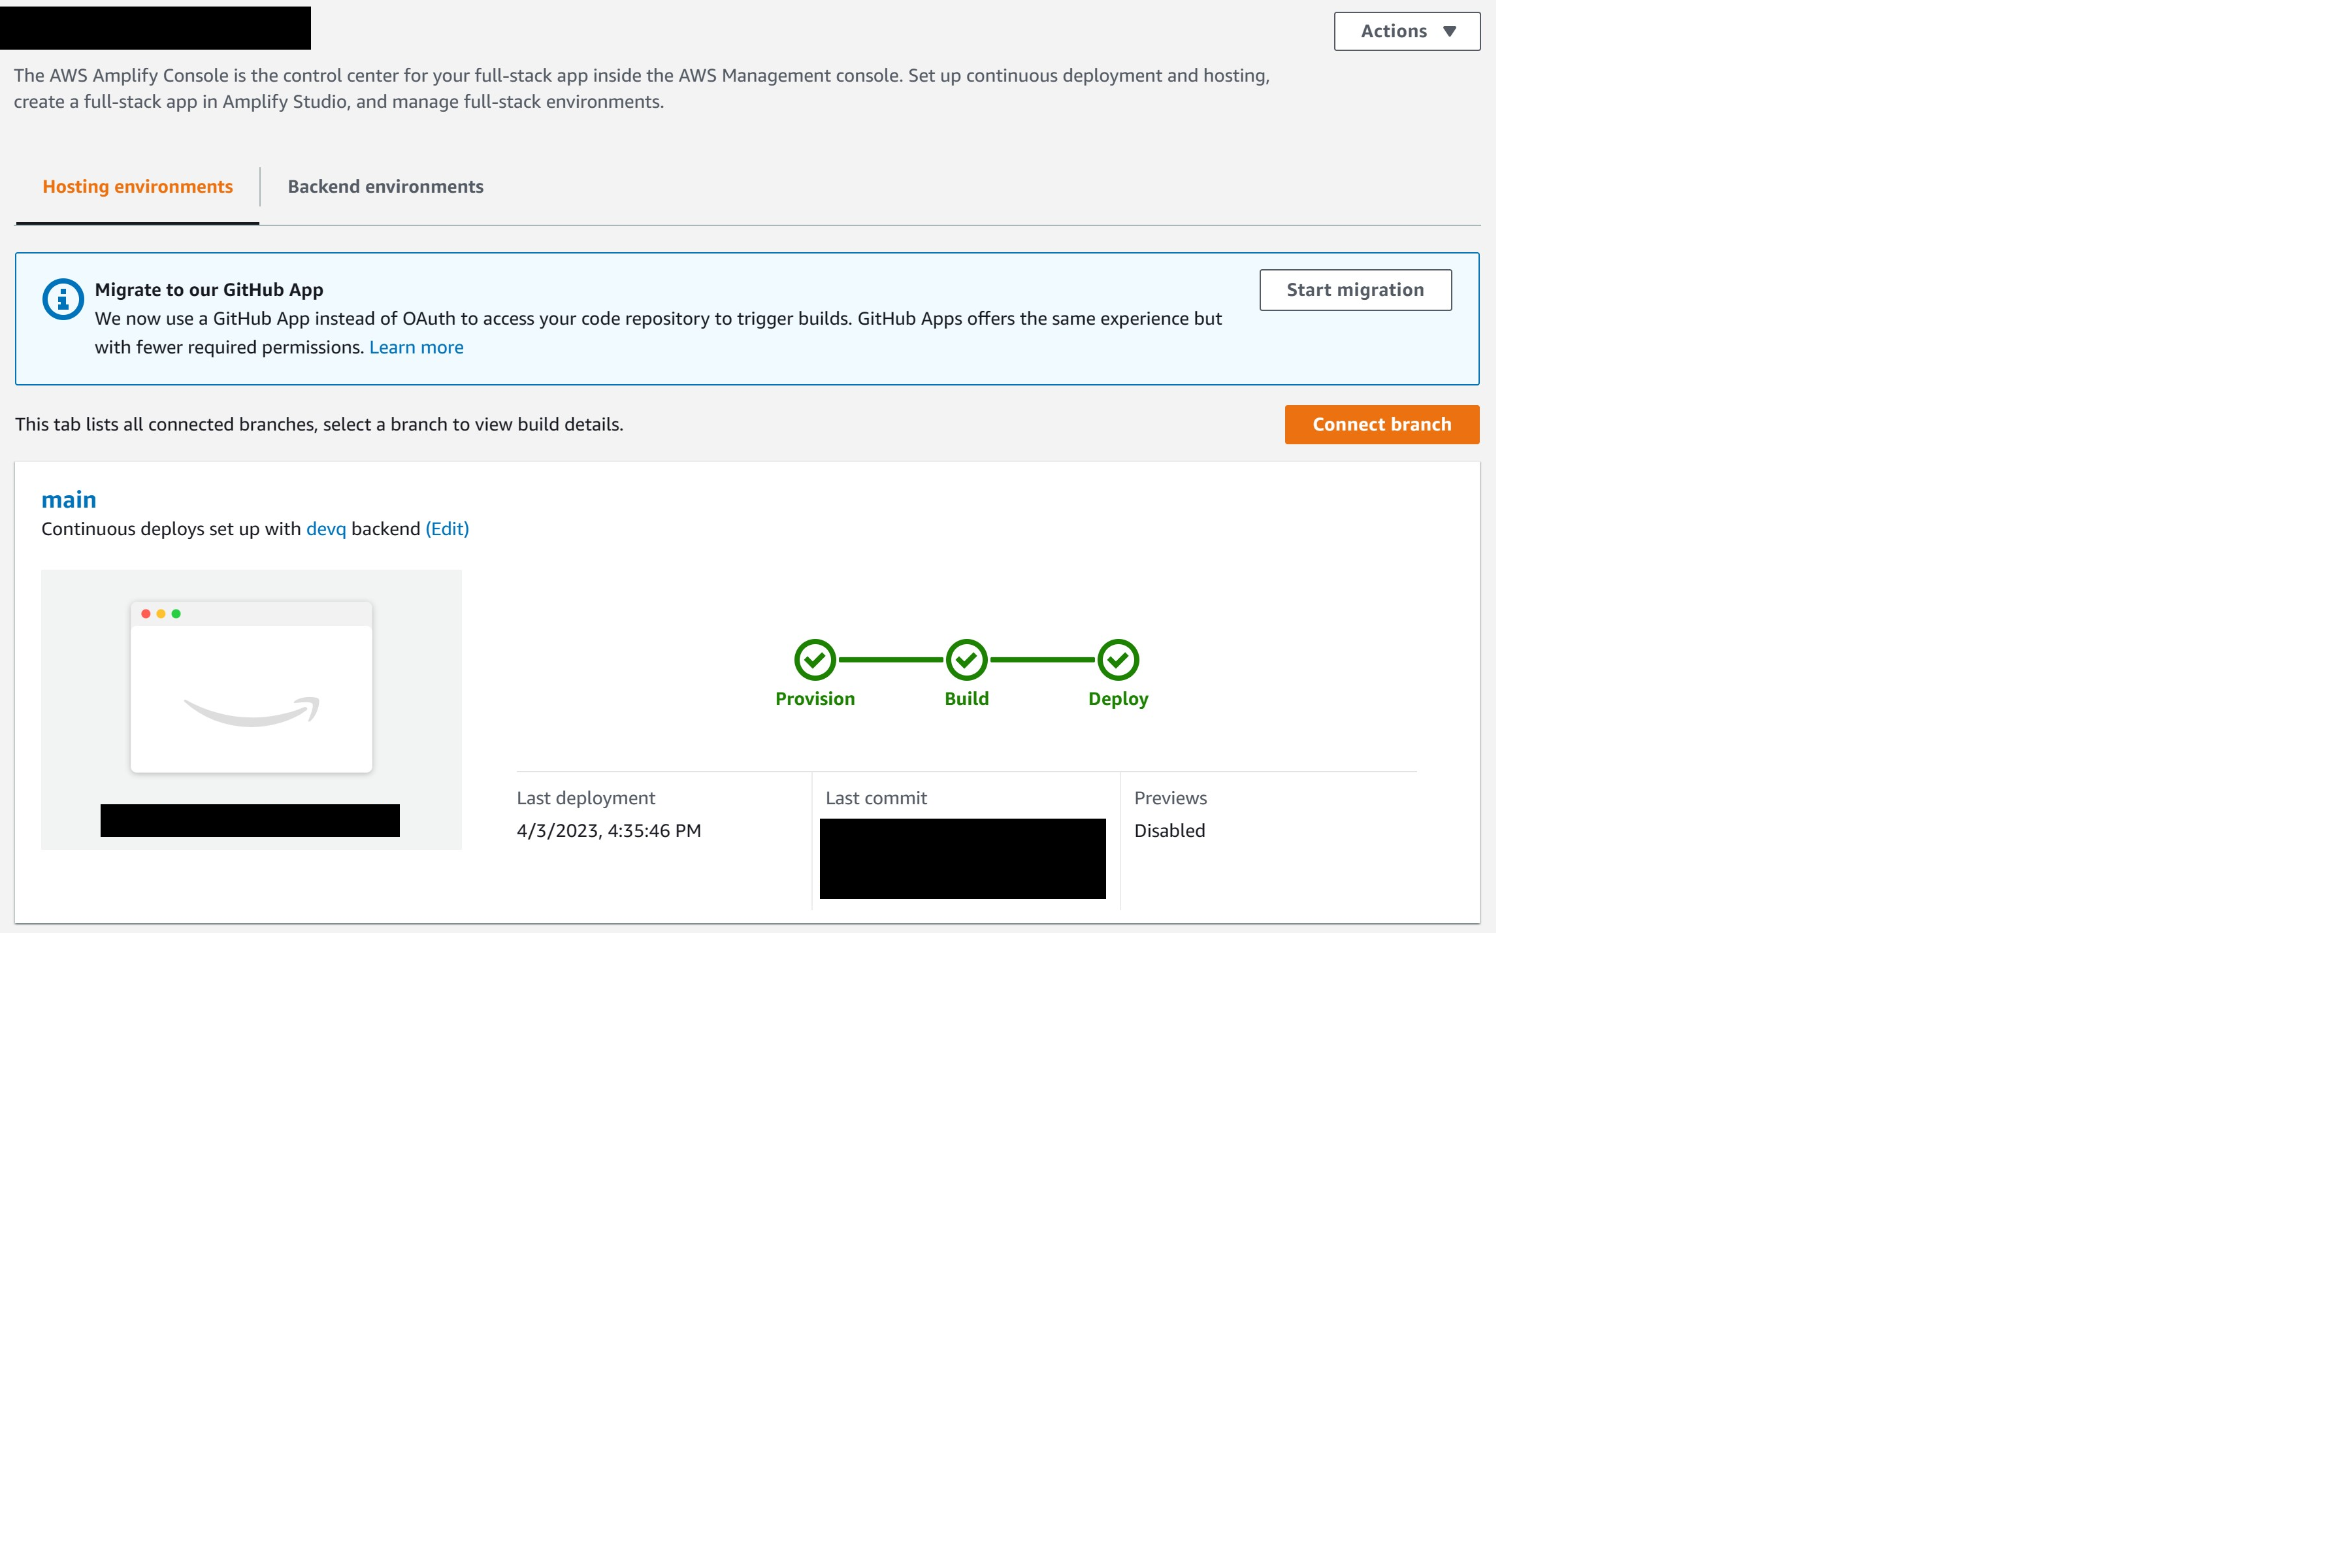 Actions
The AWS Amplify Console is the control center for your full-stack app inside the AWS Management console. Set up continuous deployment and hosting,
create a full-stack app in Amplify Studio, and manage full-stack environments.
Hosting environments
Backend environments
Migrate to our GitHub App
Start migration
We now use a GitHub App instead of OAuth to access your code repository to trigger builds. GitHub Apps offers the same experience but
with fewer required permissions. Learn more
This tab lists all connected branches, select a branch to view build details.
Connect branch
main
Continuous deploys set up with devq backend (Edit)
Provision
Build
Deploy
Last deployment
4/3/2023, 4:35:46 PM
Last commit
Previews
Disabled